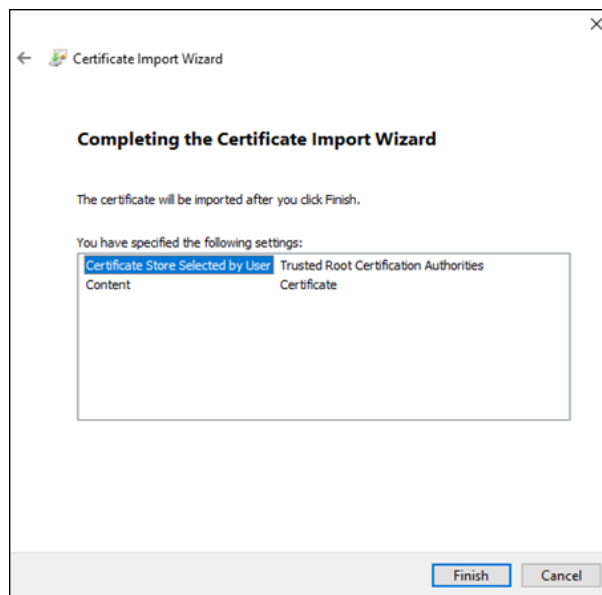 Certificate Import Wizard
Completing the Certificate Import Wizard
The certificate will be imported after you click Finish.
You have specified the following settings:
Certificate Store Selected by User Trusted Root Certification Authorities
Content Certificate
Finish Cancel